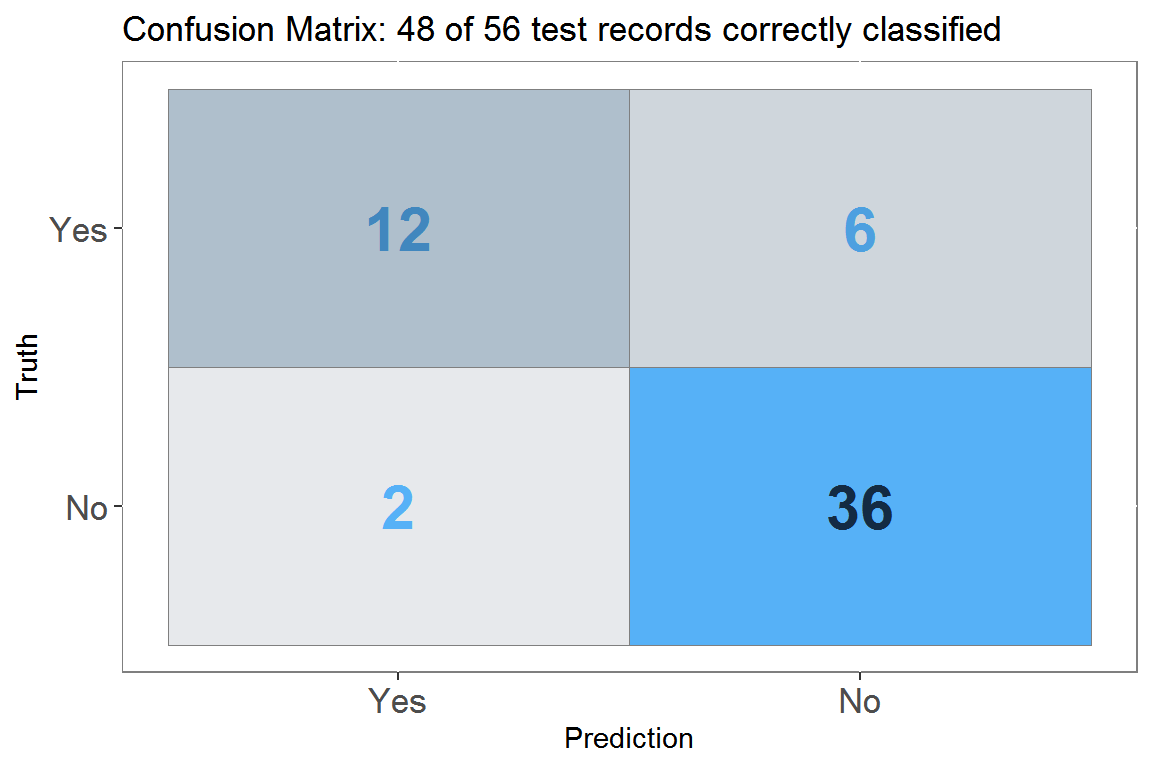 Confusion Matrix: 48 of 56 test records correctly classified
Yes 12 6
Truth
No 2 36
Yes No
Prediction